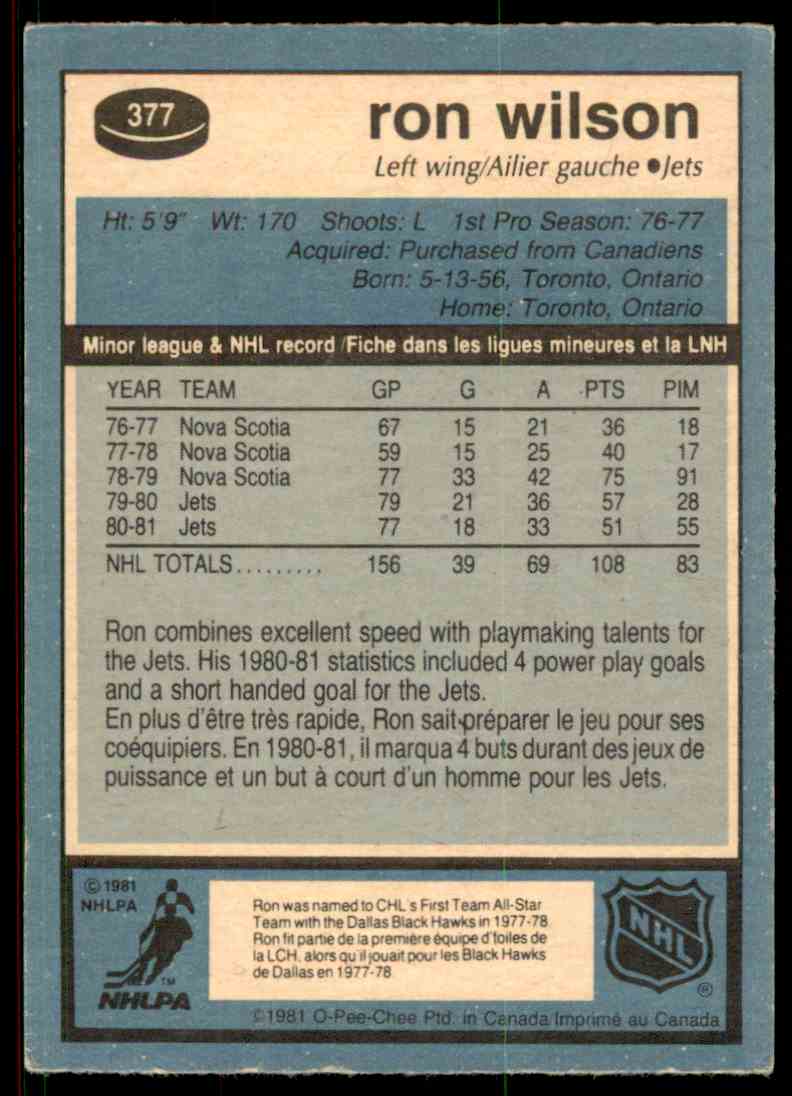 377
ron wilson
Left wing/Ailier gauche ●Jets
Ht: 5'9" Wt: 170 Shoots: L 1st Pro Season: 76-77
Acquired: Purchased from Canadiens
Born: 5-13-56, Toronto, Ontario
Home: Toronto, Ontario
Minor league & NHL record/Fiche dans les ligues mineures et la LNH
YEAR TEAM GP G A PTS PIM
76-77 Nova Scotia 67 15 21 36 18
77-78 Nova Scotia 59 15 25 40 17
78-79 Nova Scotia 77 33 42 75 91
79-80 Jets 79 21 36 57 28
80-81 Jets 77 18 33 51 55
NHL TOTALS......... 156 39 69 108 83
Ron combines excellent speed with playmaking talents for
the Jets. His 1980-81 statistics included 4 power play goals
and a short handed goal for the Jets.
En plus d'être très rapide, Ron sait préparer le jeu pour ses
coéquipiers. En 1980-81, il marqua 4 buts durant des jeux de
puissance et un but à court d'un homme pour les Jets.
©1981
NHLPA
TM
NHLPA
Ron was named to CHL's First Team All-Star
Team with the Dallas Black Hawks in 1977-78
Ron fit partie de la première équipe d'toiles de
la LCH, alors qu'il jouait pour les Black Hawks
de Dallas en 1977-78
NHL
®
©1981 O-Pee-Chee Ptd. in Canada/Imprimé au Canada